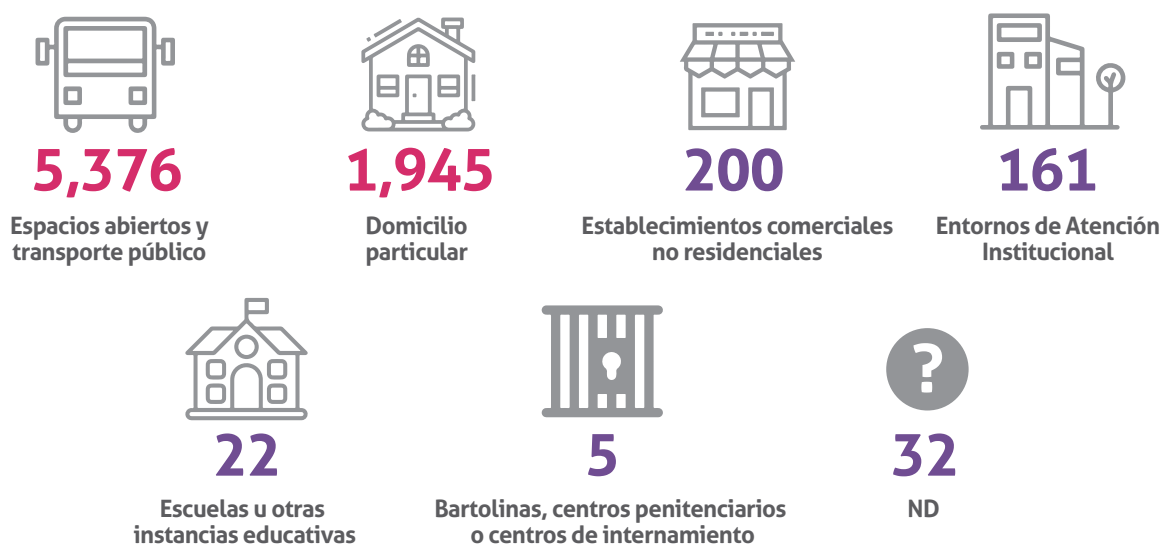 5,376
Espacios abiertos y
transporte público
1,945
Domicilio
particular
200
Establecimientos comerciales
no residenciales
161
Entornos de Atención
Institucional
22
Escuelas u otras
instancias educativas
5
Bartolinas, centros penitenciarios
o centros de internamiento
?
32
ND